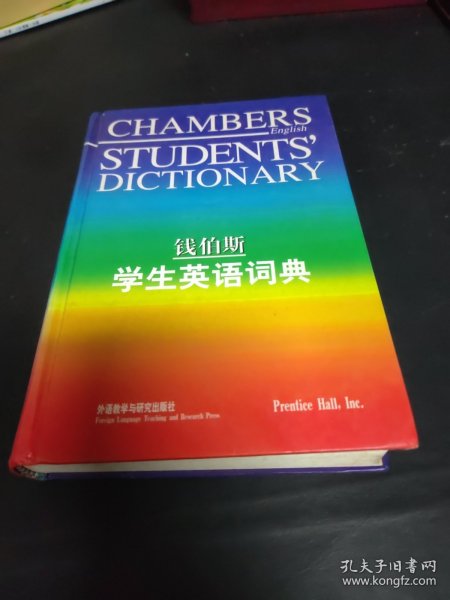 CHAMBERS
English
STUDENTS'
DICTIONARY
钱伯斯
学生英语词典
外语教学与研究出版社
Foreign Language Teaching and Research Press
Prentice Hall, Inc.
孔夫子旧书网
www.kongfz.com